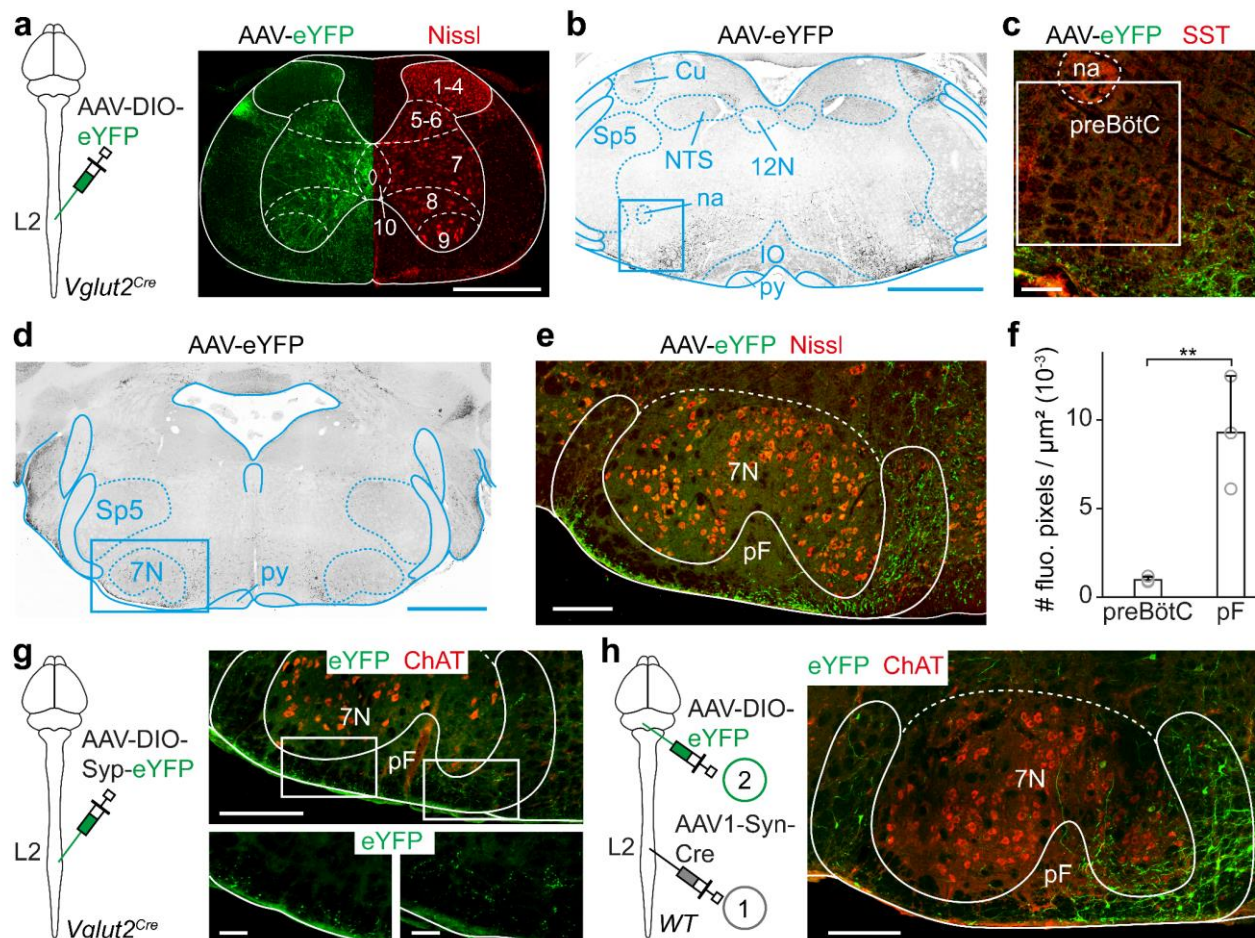 a
AAV-DIO-
eYFP
L2
Vglut2Cre
AAV-eYFP
Nissl
1-4
5-6
7
8
10
9
b
AAV-eYFP
Cu
Sp5
NTS
12N
na
IO
py
c
AAV-eYFP SST
na
preBötC
d
AAV-eYFP
Sp5
7N
py
e
AAV-eYFP Nissl
7N
pF
f
**
# fluo. pixels / µm² (10⁻³)
10
0
preBötC
pF
g
AAV-DIO-
Syp-eYFP
L2
Vglut2Cre
eYFP ChAT
7N
pF
eYFP
h
AAV-DIO-
eYFP
2
AAV1-Syn-
Cre
L2
1
WT
eYFP ChAT
7N
pF